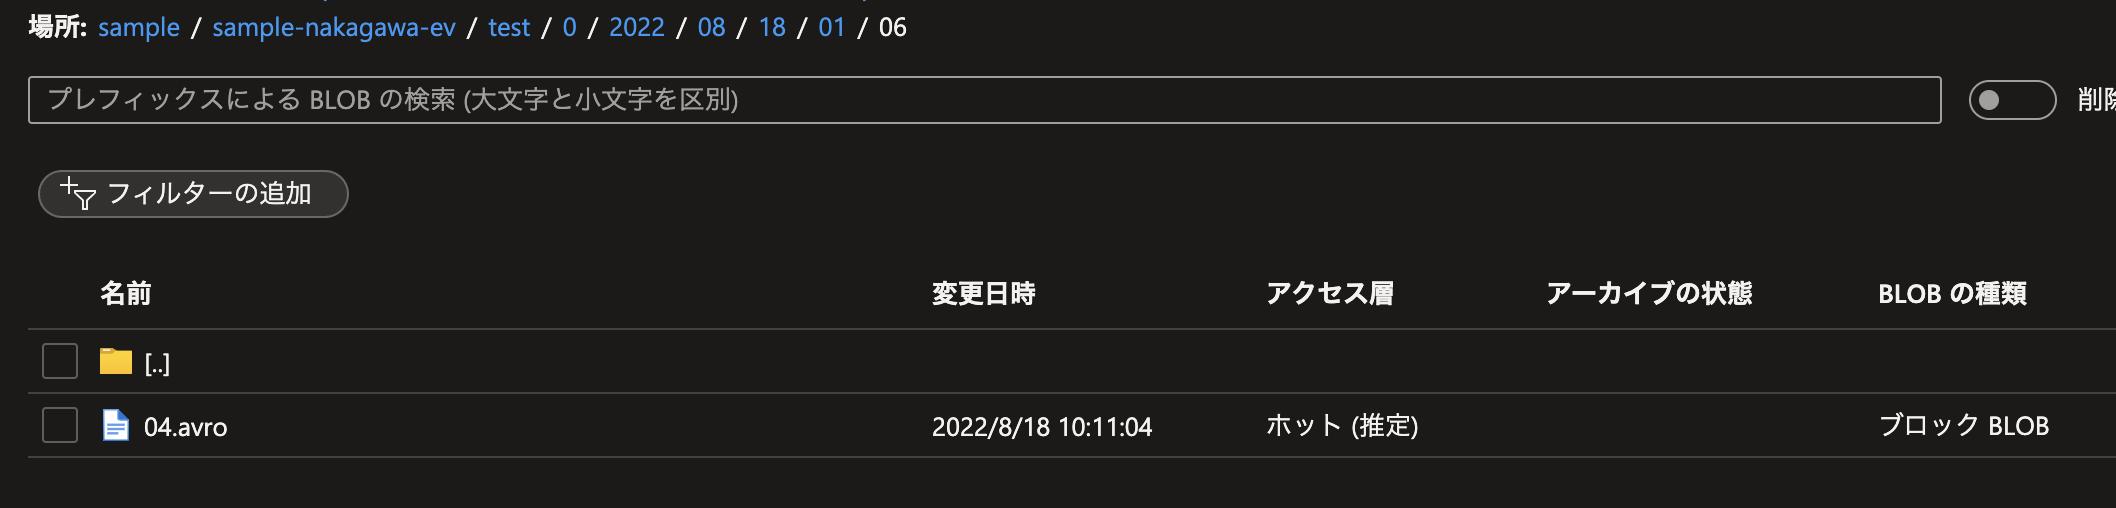 場所: sample / sample-nakagawa-ev / test / 0 / 2022 / 08 / 18 / 01 / 06
プレフィックスによる BLOB の検索 (大文字と小文字を区別)
削除
フィルターの追加
名前 変更日時 アクセス層 アーカイブの状態 BLOB の種類
[..]
04.avro 2022/8/18 10:11:04 ホット (推定) ブロック BLOB